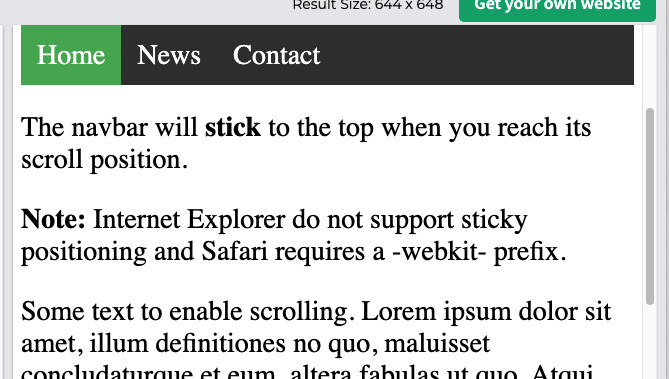 Result Size: 644 x 648
Get your own website
Home News Contact
The navbar will stick to the top when you reach its
scroll position.
Note: Internet Explorer do not support sticky
positioning and Safari requires a -webkit- prefix.
Some text to enable scrolling. Lorem ipsum dolor sit
amet, illum definitiones no quo, maluisset
concludaturque et eum, altera fabulas ut quo. Atqui